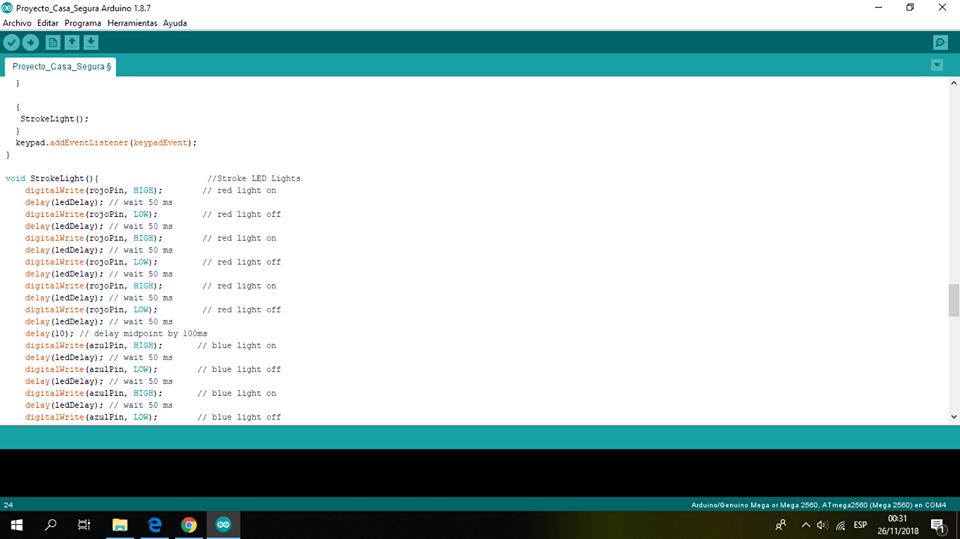 Proyecto_Casa_Segura Arduino 1.8.7
Archivo Editar Programa Herramientas Ayuda
Proyecto_Casa_Segura §
}
{
StrokeLight();
}
keypad.addEventListener(keypadEvent);
}
void StrokeLight(){ //Stroke LED Lights
digitalWrite(rojoPin, HIGH); // red light on
delay(ledDelay); // wait 50 ms
digitalWrite(rojoPin, LOW); // red light off
delay(ledDelay); // wait 50 ms
digitalWrite(rojoPin, HIGH); // red light on
delay(ledDelay); // wait 50 ms
digitalWrite(rojoPin, LOW); // red light off
delay(ledDelay); // wait 50 ms
digitalWrite(rojoPin, HIGH); // red light on
delay(ledDelay); // wait 50 ms
digitalWrite(rojoPin, LOW); // red light off
delay(ledDelay); // wait 50 ms
delay(10); // delay midpoint by 100ms
digitalWrite(azulPin, HIGH); // blue light on
delay(ledDelay); // wait 50 ms
digitalWrite(azulPin, LOW); // blue light off
delay(ledDelay); // wait 50 ms
digitalWrite(azulPin, HIGH); // blue light on
delay(ledDelay); // wait 50 ms
digitalWrite(azulPin, LOW); // blue light off
24 Arduino/Genuino Mega or Mega 2560, ATmega2560 (Mega 2560) en COM4
ESP 00:31
26/11/2018
1